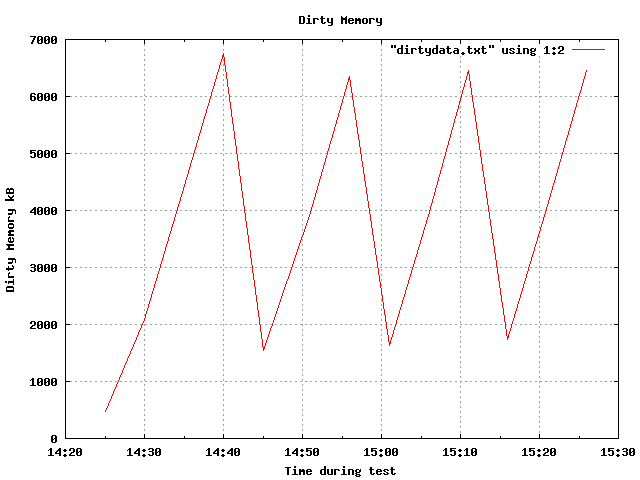 Dirty Memory
"dirtydata.txt" using 1:2
7000
6000
5000
4000
3000
2000
1000
0
Dirty Memory kB
14:20 14:30 14:40 14:50 15:00 15:10 15:20 15:30
Time during test